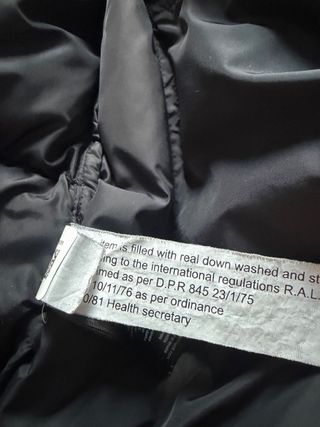 item is filled with real down washed and st
ing to the international regulations R.A.L.
med as per D.P.R 845 23/1/75
10/11/76 as per ordinance
0/81 Health secretary